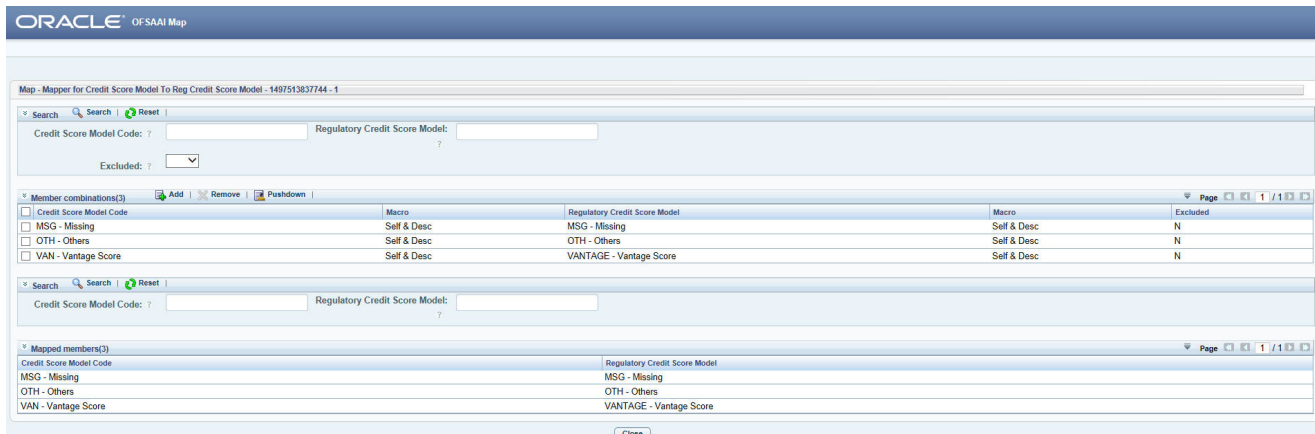 ORACLE® OFSAAI Map
Map - Mapper for Credit Score Model To Reg Credit Score Model - 1497513837744 - 1
Search Search | Reset |
Credit Score Model Code: ? Regulatory Credit Score Model: ?
Excluded: ?
Member combinations(3) Add | Remove | Pushdown | Page 1 / 1
Credit Score Model Code Macro Regulatory Credit Score Model Macro Excluded
MSG - Missing Self & Desc MSG - Missing Self & Desc N
OTH - Others Self & Desc OTH - Others Self & Desc N
VAN - Vantage Score Self & Desc VANTAGE - Vantage Score Self & Desc N
Search Search | Reset |
Credit Score Model Code: ? Regulatory Credit Score Model: ?
Mapped members(3) Page 1 / 1
Credit Score Model Code Regulatory Credit Score Model
MSG - Missing MSG - Missing
OTH - Others OTH - Others
VAN - Vantage Score VANTAGE - Vantage Score
Close